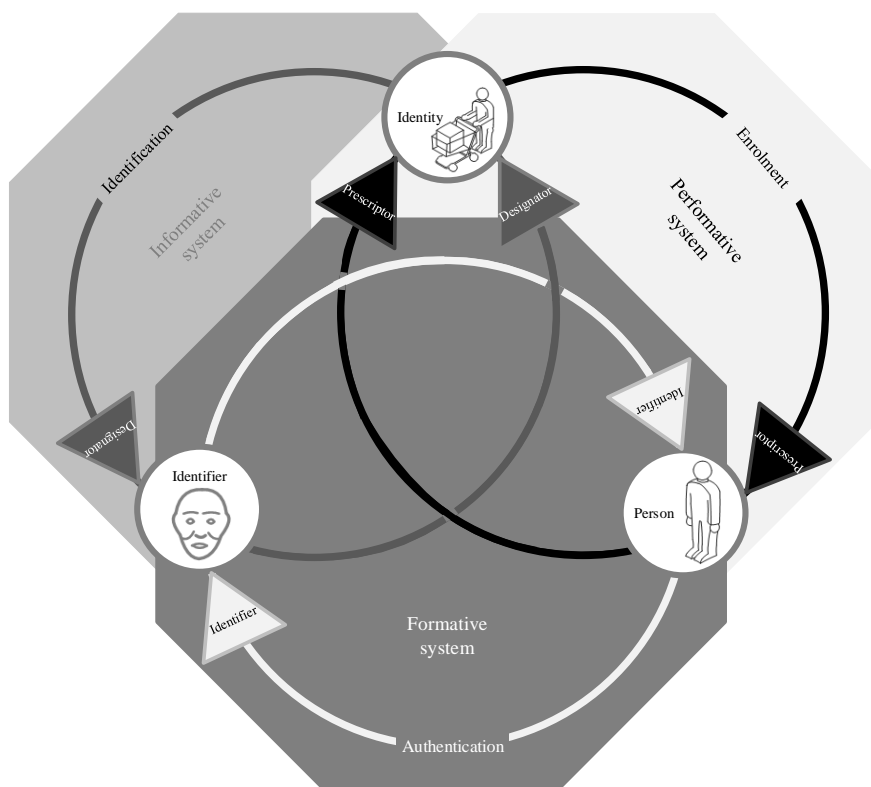 Identity
Identification
Enrolment
Prescriptor
Designator
Informative
system
Performative
system
Identifier
Designator
Prescriptor
Identifier
Person
Identifier
Formative
system
Authentication